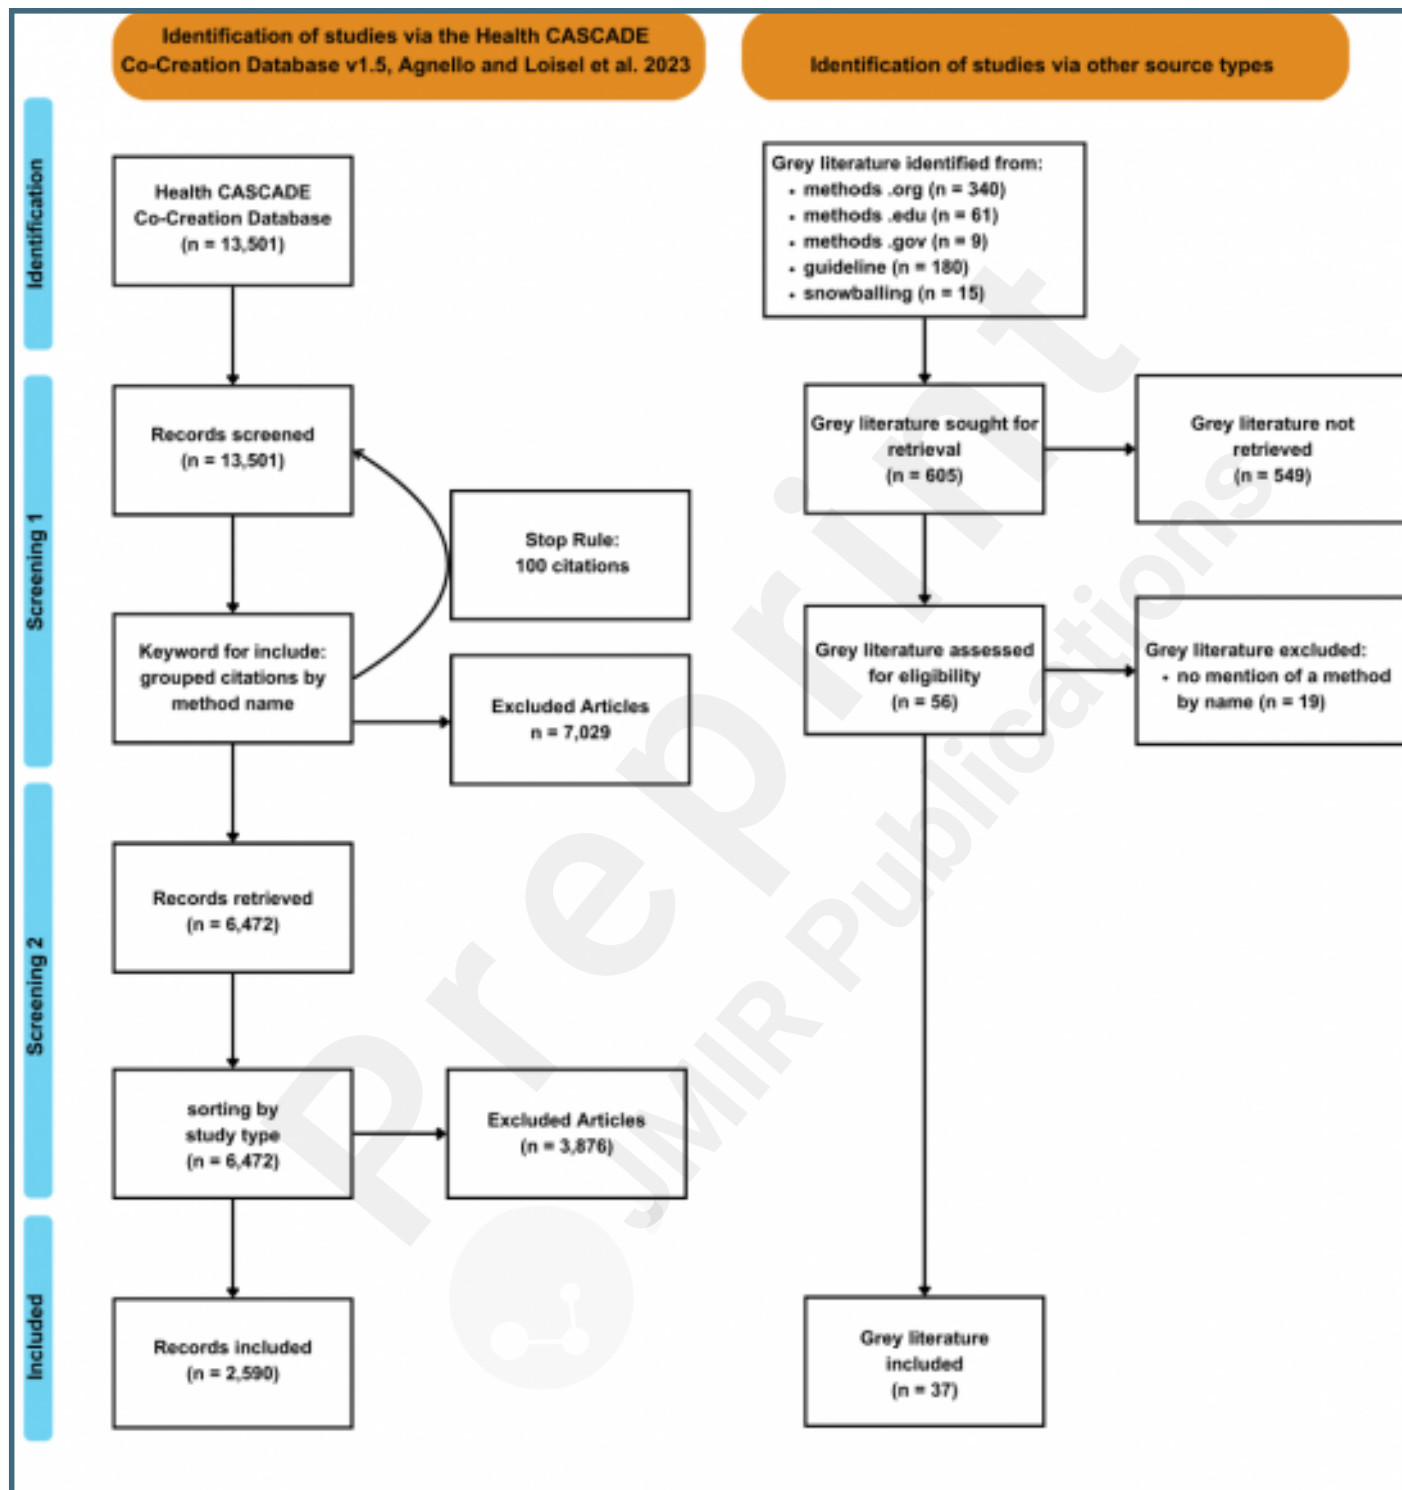 Identification of studies via the Health CASCADE
Co-Creation Database v1.5, Agnello and Loisel et al. 2023
Identification of studies via other source types
Identification
Health CASCADE
Co-Creation Database
(n = 13,501)
Grey literature identified from:
• methods .org (n = 340)
• methods .edu (n = 61)
• methods .gov (n = 9)
• guideline (n = 180)
• snowballing (n = 15)
Screening 1
Records screened
(n = 13,501)
Grey literature sought for
retrieval
(n = 605)
Grey literature not
retrieved
(n = 549)
Stop Rule:
100 citations
Keyword for include:
grouped citations by
method name
Excluded Articles
n = 7,029
Grey literature assessed
for eligibility
(n = 56)
Grey literature excluded:
• no mention of a method
by name (n = 19)
Screening 2
Records retrieved
(n = 6,472)
sorting by
study type
(n = 6,472)
Excluded Articles
(n = 3,876)
Included
Records included
(n = 2,590)
Grey literature
included
(n = 37)
Preprint
JMIR Publications